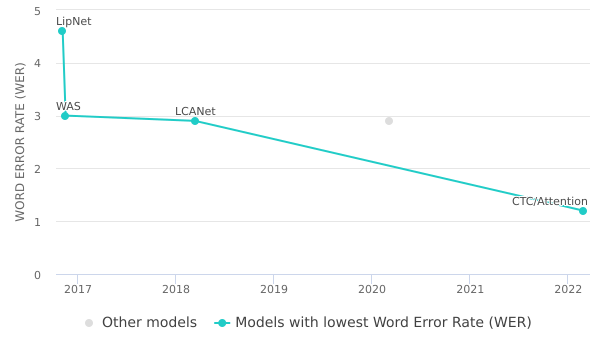 5
LipNet
4
WAS
LCANet
3
2
CTC/Attention
1
0
WORD ERROR RATE (WER)
2017 2018 2019 2020 2021 2022
Other models Models with lowest Word Error Rate (WER)